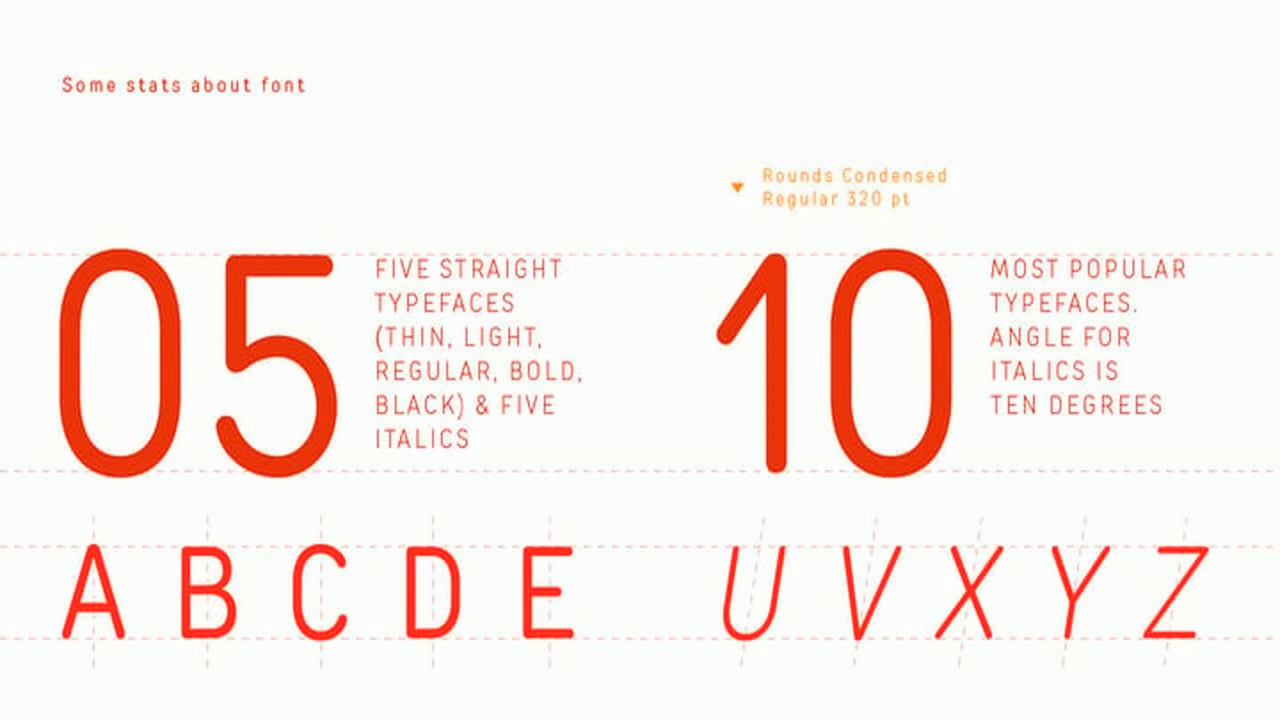 Some stats about font
Rounds Condensed
Regular 320 pt
05
FIVE STRAIGHT
TYPEFACES
(THIN, LIGHT,
REGULAR, BOLD,
BLACK) & FIVE
ITALICS
10
MOST POPULAR
TYPEFACES.
ANGLE FOR
ITALICS IS
TEN DEGREES
A B C D E
U V X Y Z